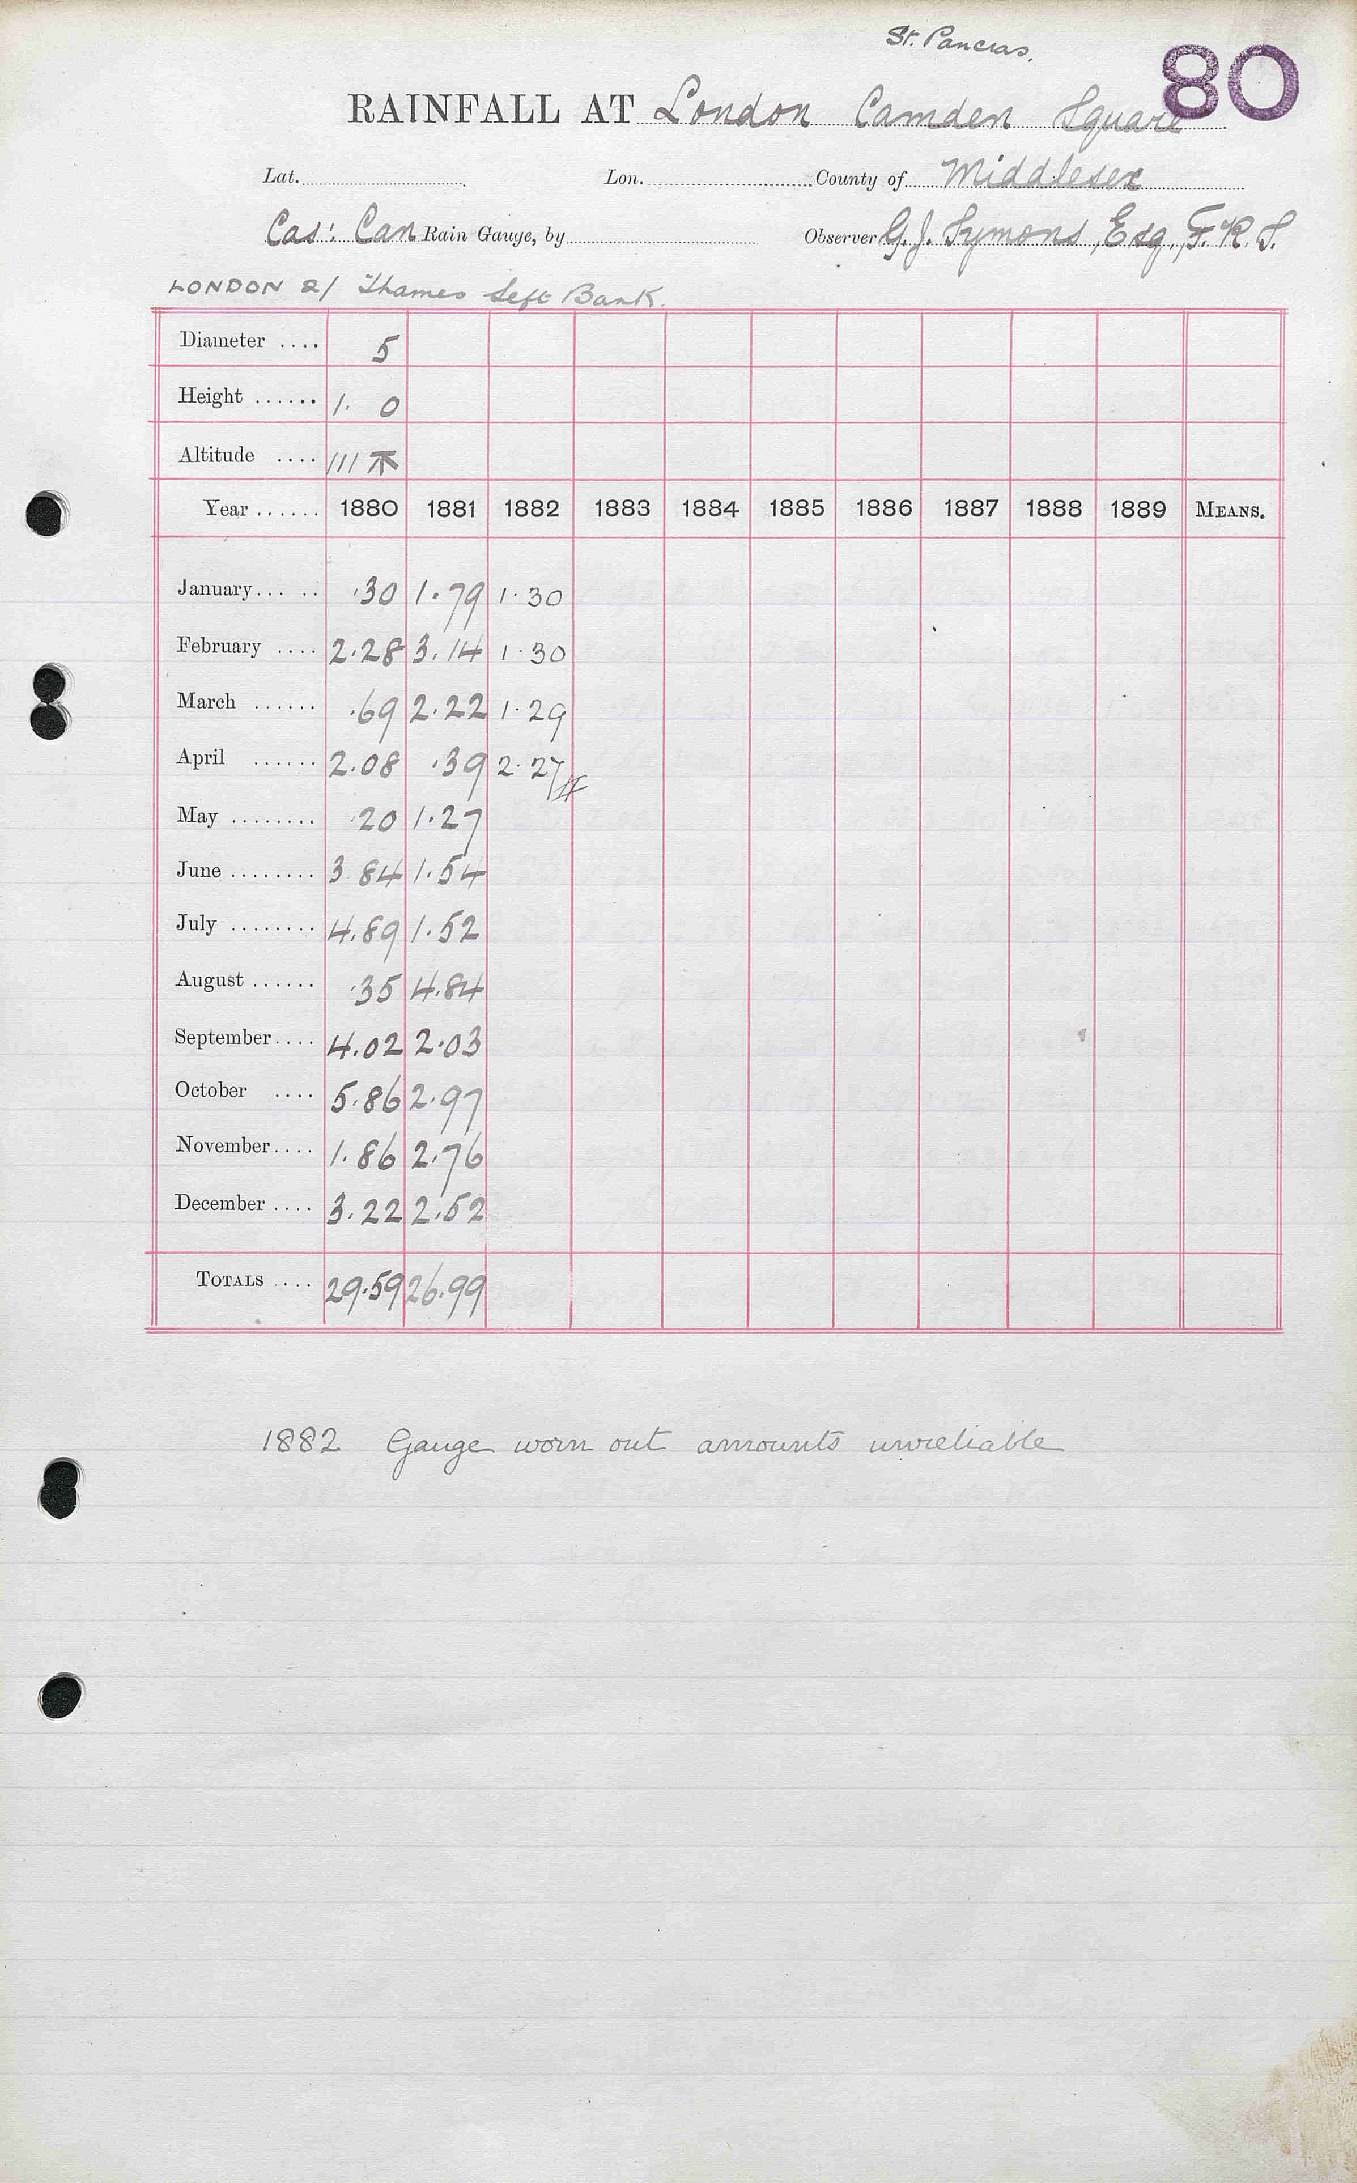 St. Pancras.
80
RAINFALL AT London Camden Square
Lat. Lon. County of Middlesex
Cas: Can Rain Gauge, by Observer G. J. Symons, Esq., F. R. S.
LONDON 2/ Thames Left Bank.
Diameter .... 5
Height ...... 1. 0
Altitude .... 111
Year ...... 1880 1881 1882 1883 1884 1885 1886 1887 1888 1889 MEANS.
January... .. .30 1.79 1.30
February .... 2.28 3.14 1.30
March ...... .69 2.22 1.29
April ...... 2.08 .39 2.27
May ........ .20 1.27
June ........ 3 84 1.54
July ........ 4.89 1.52
August ...... .35 4.84
September.... 4.02 2.03
October .... 5.86 2.97
November.... 1.86 2.76
December .... 3.22 2.52
TOTALS .... 29.59 26.99
1882 Gauge worn out amounts unreliable